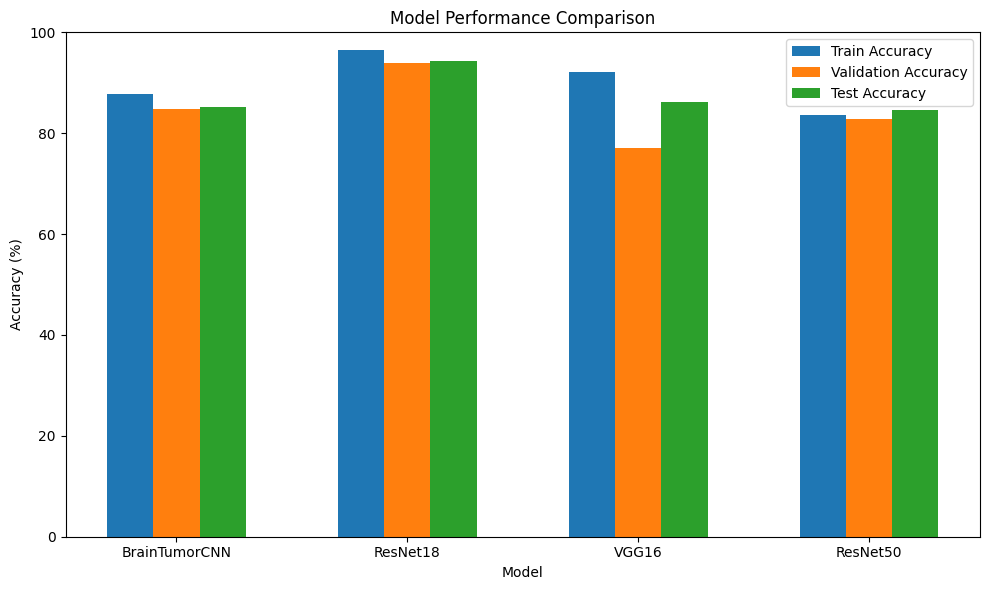 Model Performance Comparison
Train Accuracy
Validation Accuracy
Test Accuracy
Accuracy (%)
100
80
60
40
20
0
BrainTumorCNN ResNet18 VGG16 ResNet50
Model